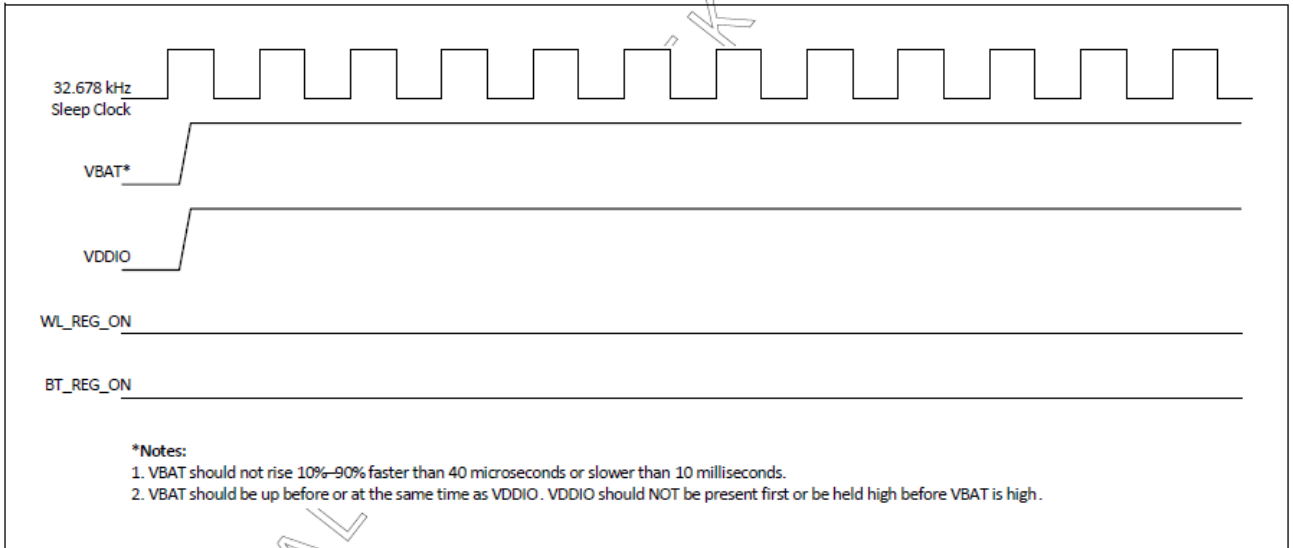 32.678 kHz
Sleep Clock
VBAT*
VDDIO
WL_REG_ON
BT_REG_ON
*Notes:
1. VBAT should not rise 10%–90% faster than 40 microseconds or slower than 10 milliseconds.
2. VBAT should be up before or at the same time as VDDIO. VDDIO should NOT be present first or be held high before VBAT is high.